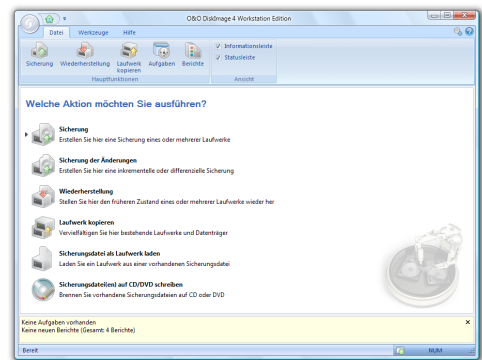 O&O DiskImage 4 Workstation Edition
Datei Werkzeuge Hilfe
Sicherung Wiederherstellung Laufwerk kopieren Aufgaben Berichte
Hauptfunktionen
Informationsleiste
Statusleiste
Ansicht
Welche Aktion möchten Sie ausführen?
Sicherung
Erstellen Sie hier eine Sicherung eines oder mehrerer Laufwerke
Sicherung der Änderungen
Erstellen Sie hier eine inkrementelle oder differenzielle Sicherung
Wiederherstellung
Stellen Sie hier den früheren Zustand eines oder mehrerer Laufwerke wieder her
Laufwerk kopieren
Vervielfältigen Sie hier bestehende Laufwerke und Datenträger
Sicherungsdatei als Laufwerk laden
Laden Sie ein Laufwerk aus einer vorhandenen Sicherungsdatei
Sicherungsdatei(en) auf CD/DVD schreiben
Brennen Sie vorhandene Sicherungsdateien auf CD oder DVD
Keine Aufgaben vorhanden
Keine neuen Berichte (Gesamt: 4 Berichte)
Bereit
NUM